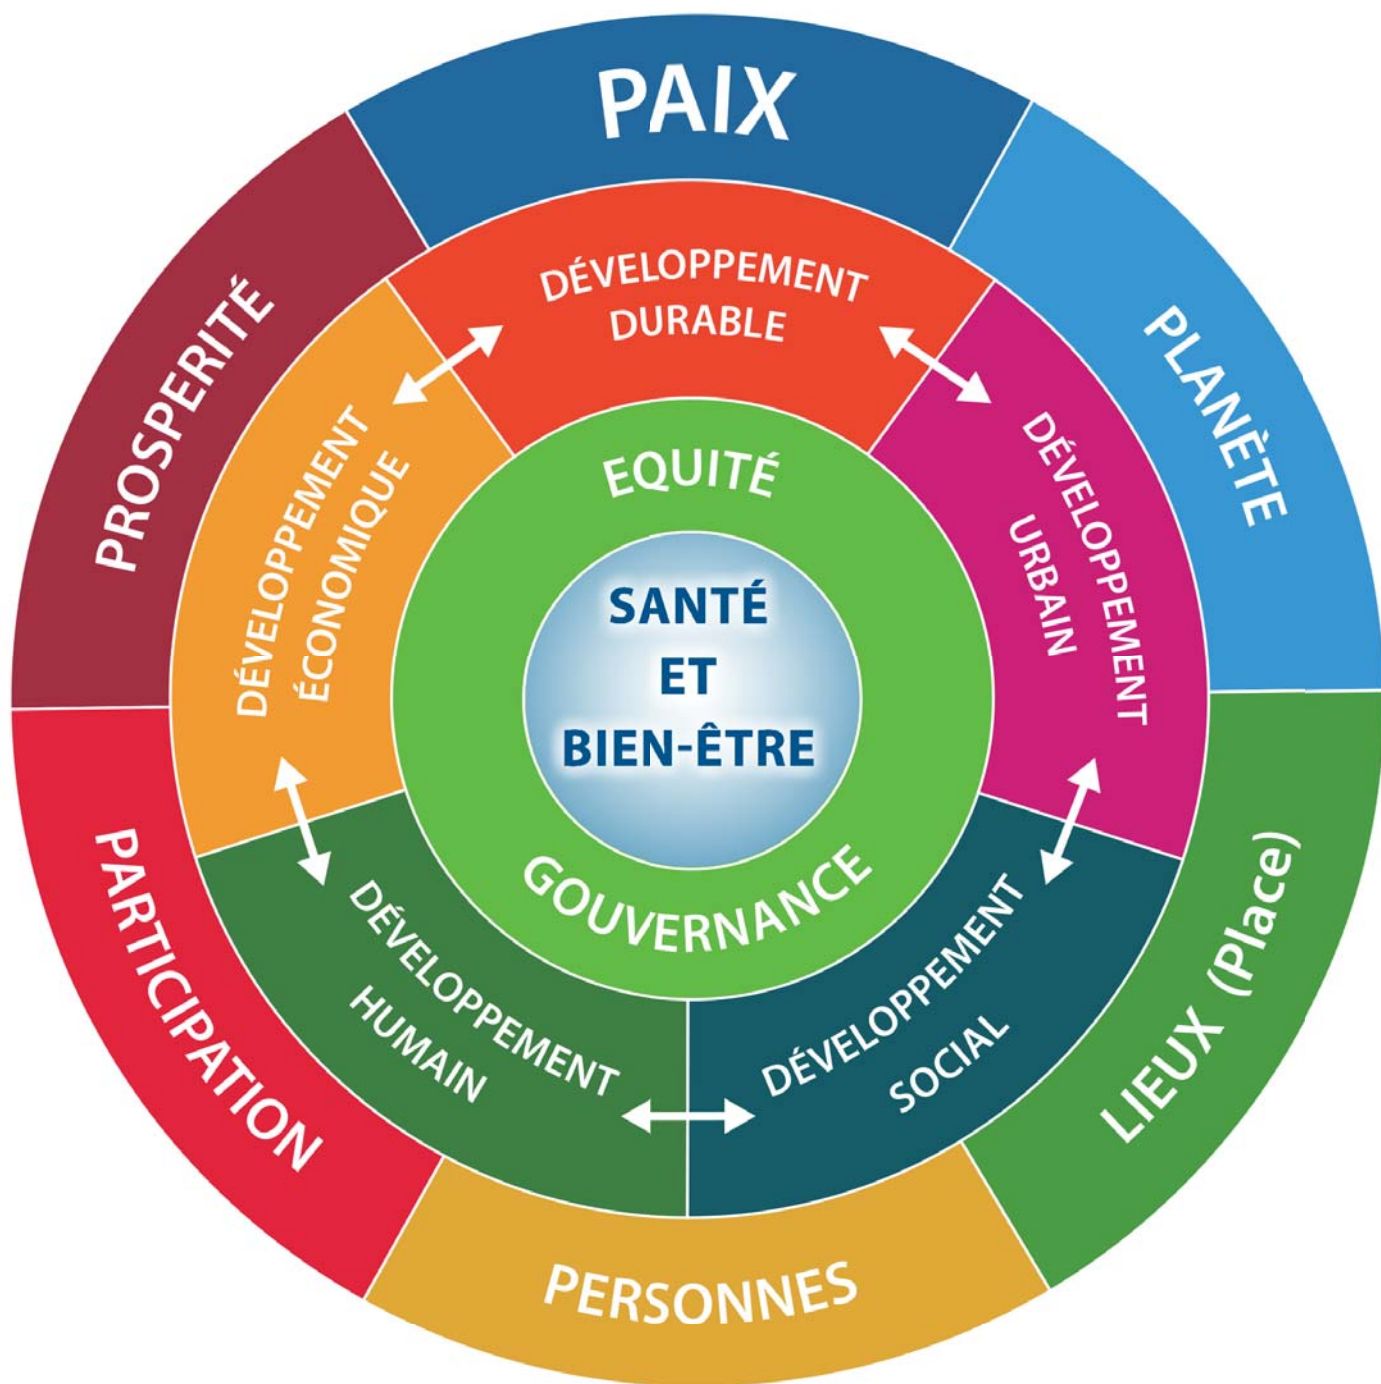 PAIX
PLANÈTE
LIEUX (Place)
PERSONNES
PARTICIPATION
PROSPERITÉ
DÉVELOPPEMENT
DURABLE
DÉVELOPPEMENT
URBAIN
DÉVELOPPEMENT
SOCIAL
DÉVELOPPEMENT
HUMAIN
DÉVELOPPEMENT
ÉCONOMIQUE
EQUITÉ
GOUVERNANCE
SANTÉ
ET
BIEN-ÊTRE